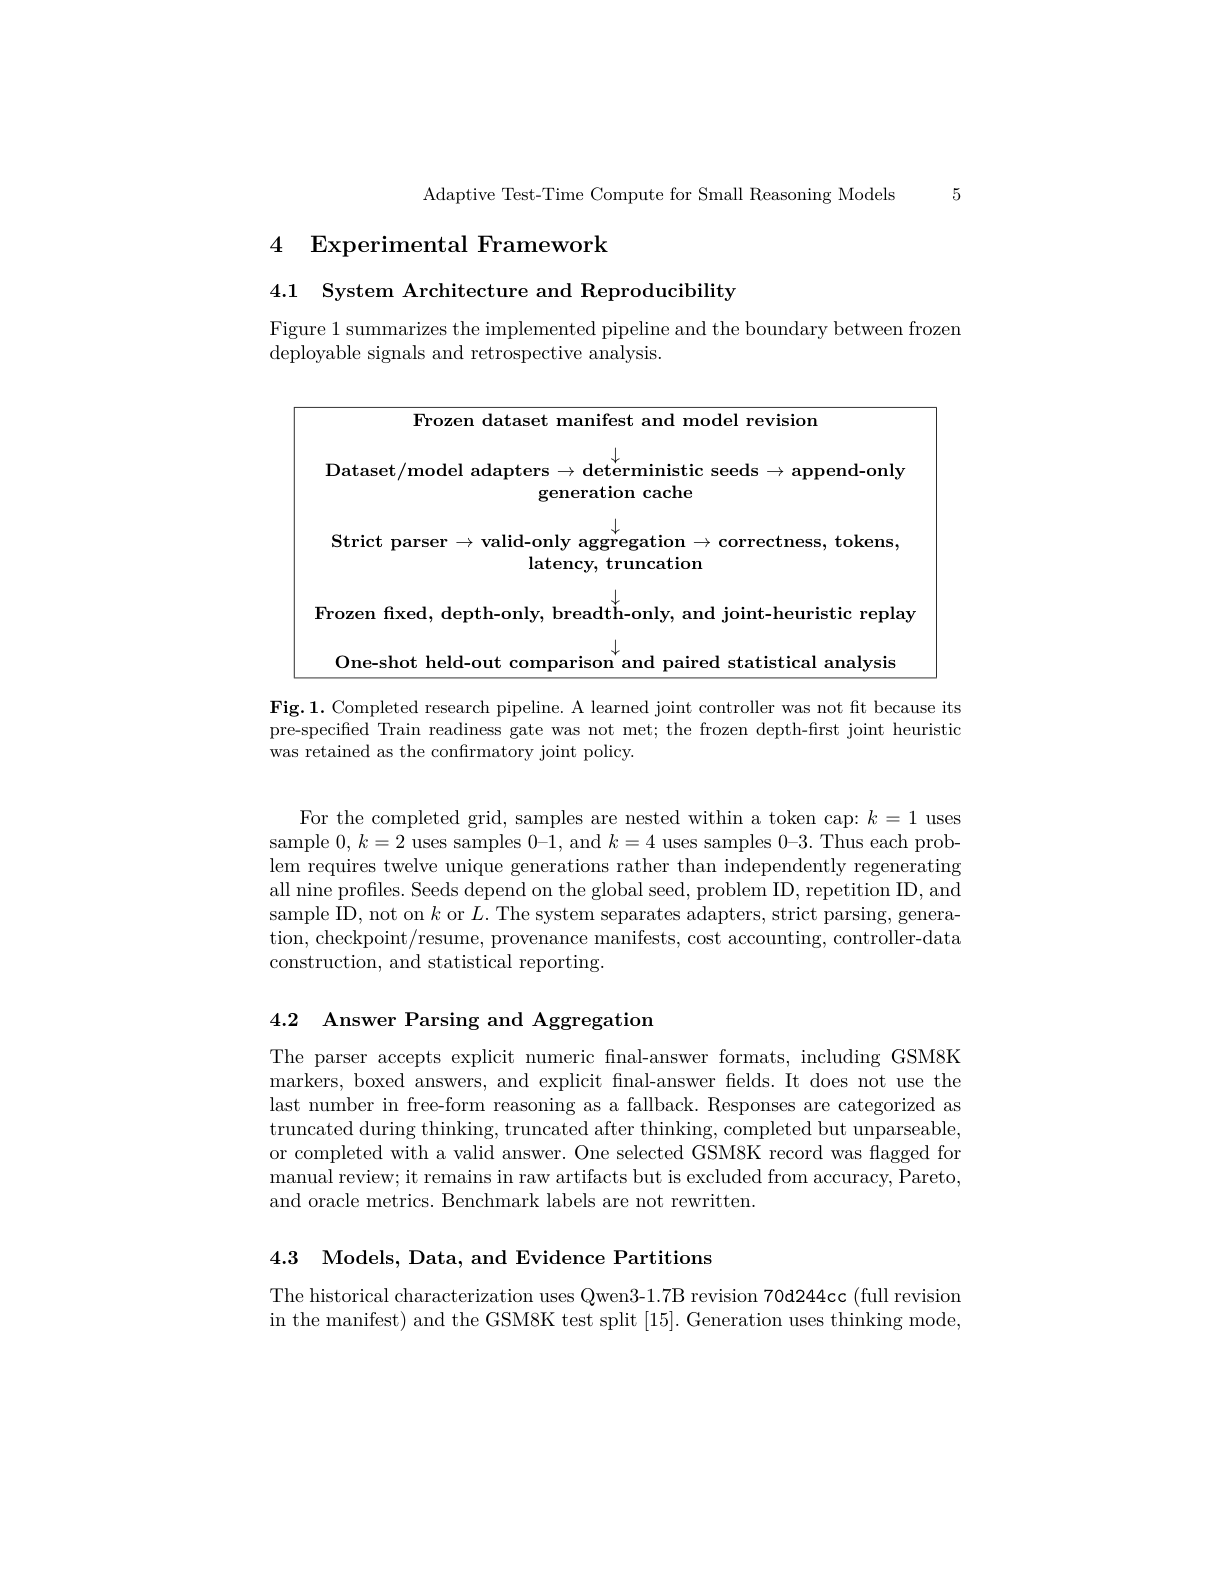 Adaptive Test-Time Compute for Small Reasoning Models 5
4 Experimental Framework
4.1 System Architecture and Reproducibility
Figure 1 summarizes the implemented pipeline and the boundary between frozen
deployable signals and retrospective analysis.
Frozen dataset manifest and model revision
↓
Dataset/model adapters → deterministic seeds → append-only
generation cache
↓
Strict parser → valid-only aggregation → correctness, tokens,
latency, truncation
↓
Frozen fixed, depth-only, breadth-only, and joint-heuristic replay
↓
One-shot held-out comparison and paired statistical analysis
Fig. 1. Completed research pipeline. A learned joint controller was not fit because its
pre-specified Train readiness gate was not met; the frozen depth-first joint heuristic
was retained as the confirmatory joint policy.
For the completed grid, samples are nested within a token cap: k = 1 uses
sample 0, k = 2 uses samples 0–1, and k = 4 uses samples 0–3. Thus each prob-
lem requires twelve unique generations rather than independently regenerating
all nine profiles. Seeds depend on the global seed, problem ID, repetition ID, and
sample ID, not on k or L. The system separates adapters, strict parsing, genera-
tion, checkpoint/resume, provenance manifests, cost accounting, controller-data
construction, and statistical reporting.
4.2 Answer Parsing and Aggregation
The parser accepts explicit numeric final-answer formats, including GSM8K
markers, boxed answers, and explicit final-answer fields. It does not use the
last number in free-form reasoning as a fallback. Responses are categorized as
truncated during thinking, truncated after thinking, completed but unparseable,
or completed with a valid answer. One selected GSM8K record was flagged for
manual review; it remains in raw artifacts but is excluded from accuracy, Pareto,
and oracle metrics. Benchmark labels are not rewritten.
4.3 Models, Data, and Evidence Partitions
The historical characterization uses Qwen3-1.7B revision 70d244cc (full revision
in the manifest) and the GSM8K test split [15]. Generation uses thinking mode,